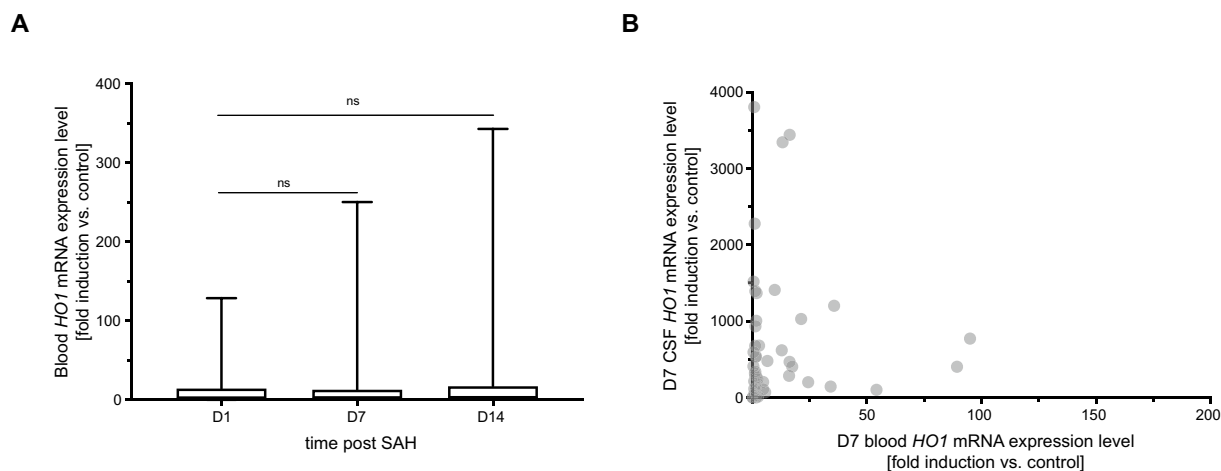 A
Blood HO1 mRNA expression level
[fold induction vs. control]
400
300
200
100
0
ns
ns
D1 D7 D14
time post SAH
B
D7 CSF HO1 mRNA expression level
[fold induction vs. control]
4000
3000
2000
1000
0
50 100 150 200
D7 blood HO1 mRNA expression level
[fold induction vs. control]